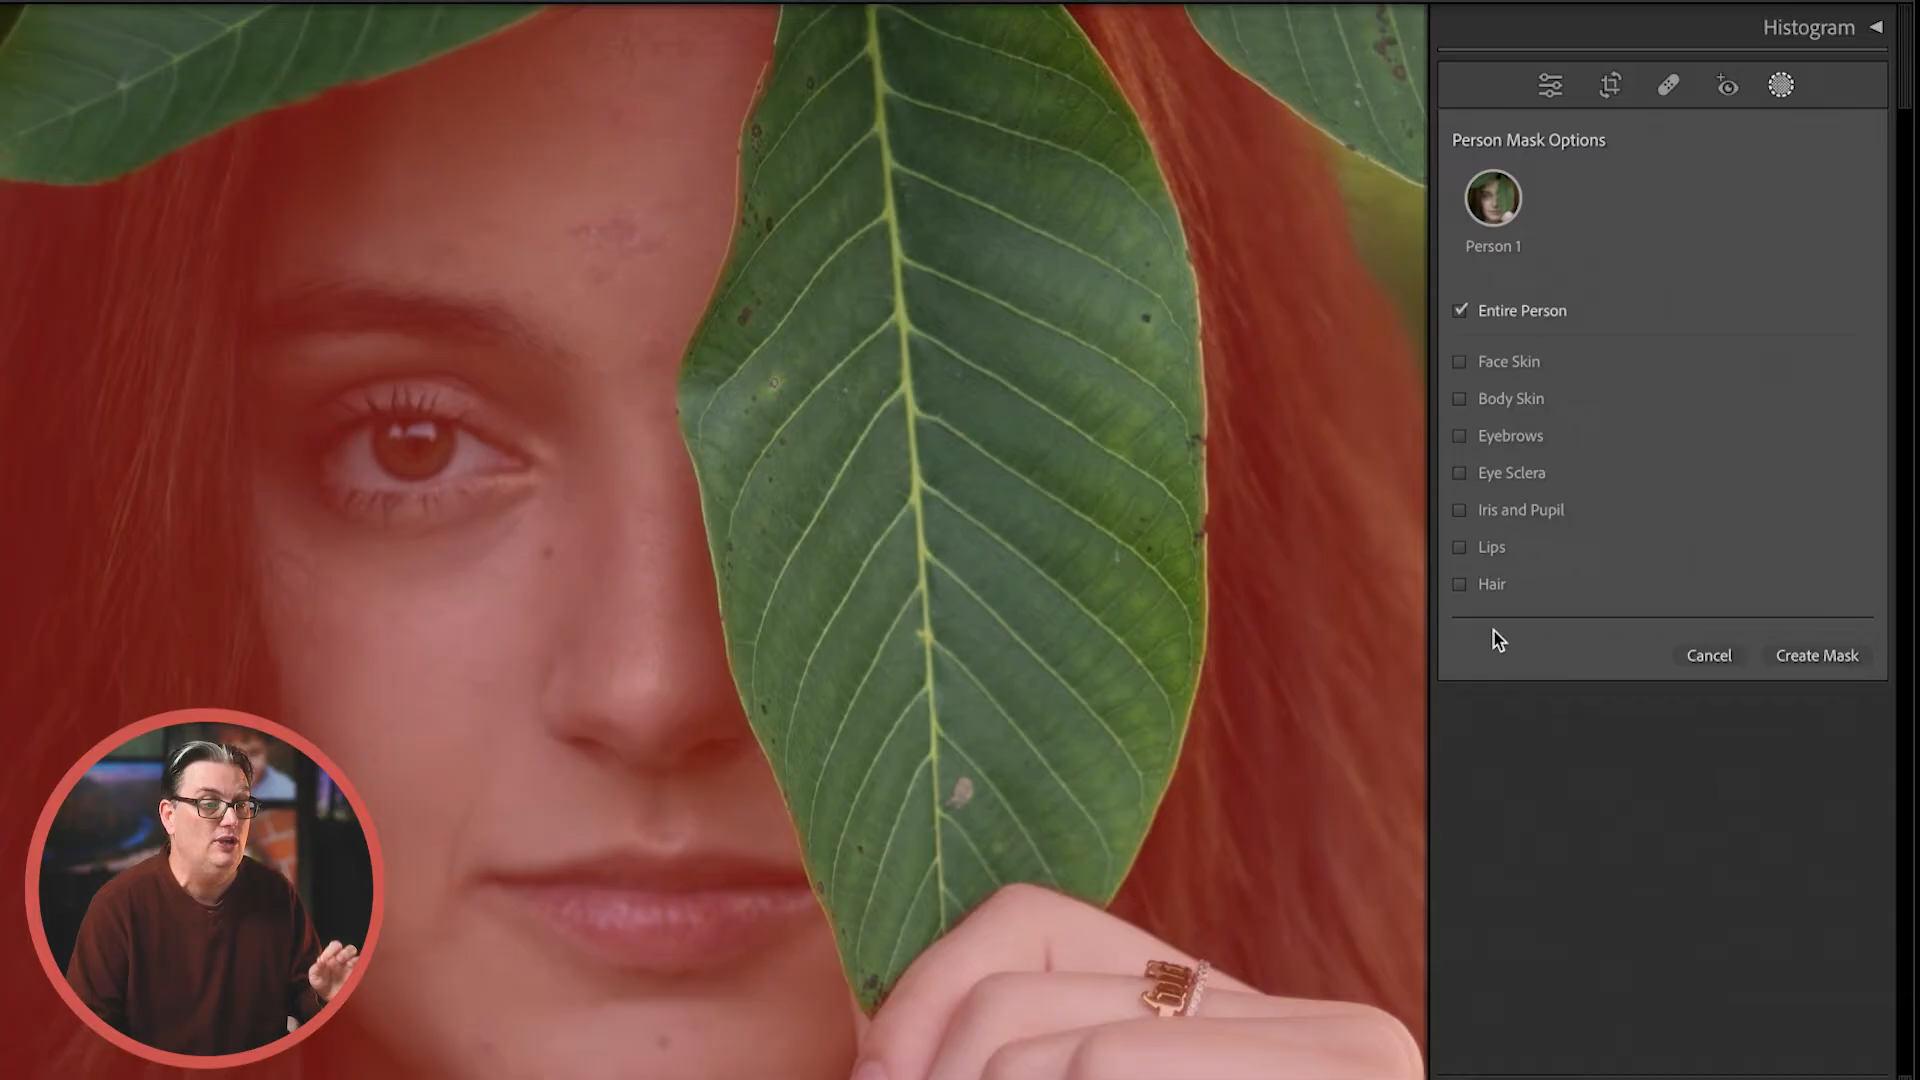 Histogram
Person Mask Options
Person 1
Entire Person
Face Skin
Body Skin
Eyebrows
Eye Sclera
Iris and Pupil
Lips
Hair
Cancel
Create Mask